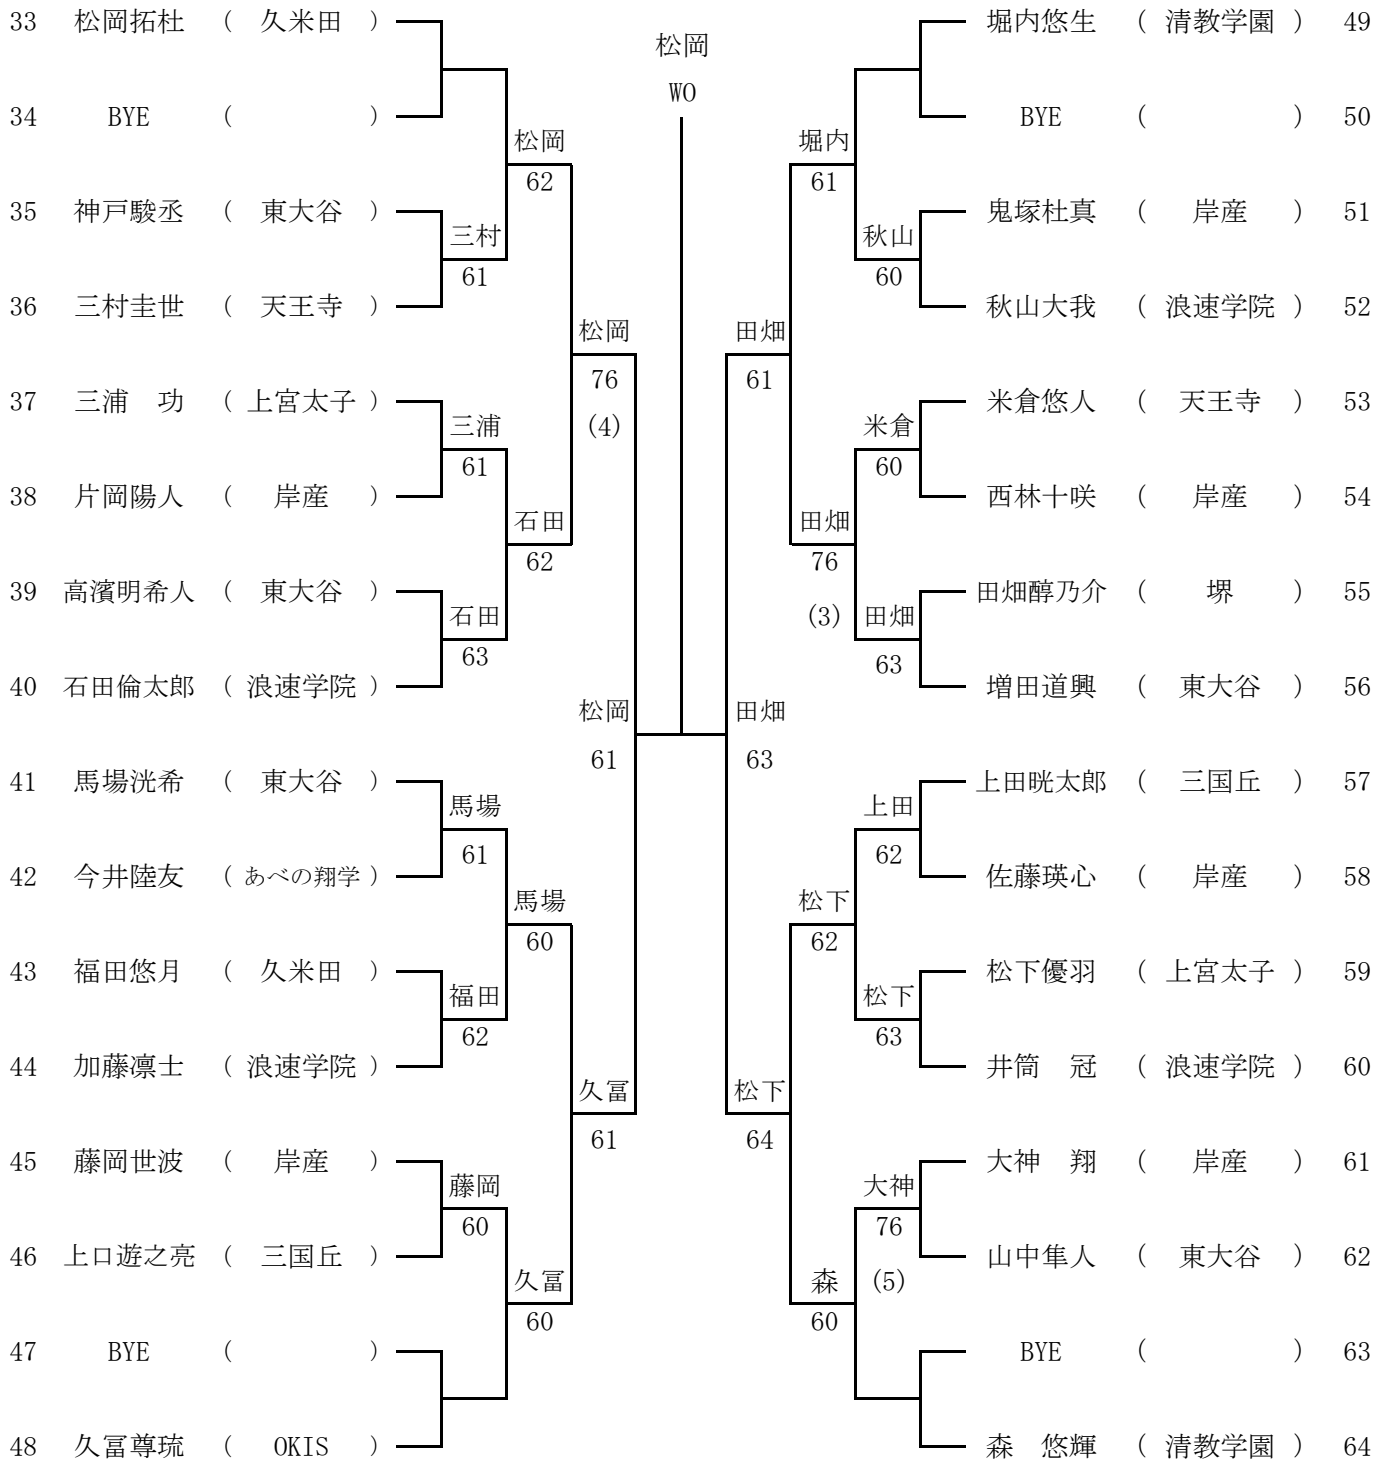 松岡
WO
33 松岡拓杜 ( 久米田 )
34 BYE ( )
松岡
62
35 神戸駿丞 ( 東大谷 )
三村
61
36 三村圭世 ( 天王寺 )
松岡
76
(4)
37 三浦 功 ( 上宮太子 )
三浦
61
38 片岡陽人 ( 岸産 )
石田
62
39 高濱明希人 ( 東大谷 )
石田
63
40 石田倫太郎 ( 浪速学院 )
松岡
61
41 馬場洸希 ( 東大谷 )
馬場
61
42 今井陸友 ( あべの翔学 )
馬場
60
43 福田悠月 ( 久米田 )
福田
62
44 加藤凛士 ( 浪速学院 )
久冨
61
45 藤岡世波 ( 岸産 )
藤岡
60
46 上口遊之亮 ( 三国丘 )
久冨
60
47 BYE ( )
48 久冨尊琉 ( OKIS )
堀内悠生 ( 清教学園 ) 49
BYE ( ) 50
堀内
61
鬼塚杜真 ( 岸産 ) 51
秋山
60
秋山大我 ( 浪速学院 ) 52
田畑
61
米倉悠人 ( 天王寺 ) 53
米倉
60
西林十咲 ( 岸産 ) 54
田畑
76
(3)
田畑醇乃介 ( 堺 ) 55
田畑
63
増田道興 ( 東大谷 ) 56
田畑
63
上田晄太郎 ( 三国丘 ) 57
上田
62
佐藤瑛心 ( 岸産 ) 58
松下
62
松下優羽 ( 上宮太子 ) 59
松下
63
井筒 冠 ( 浪速学院 ) 60
松下
64
大神 翔 ( 岸産 ) 61
大神
76
(5)
山中隼人 ( 東大谷 ) 62
森
60
BYE ( ) 63
森 悠輝 ( 清教学園 ) 64